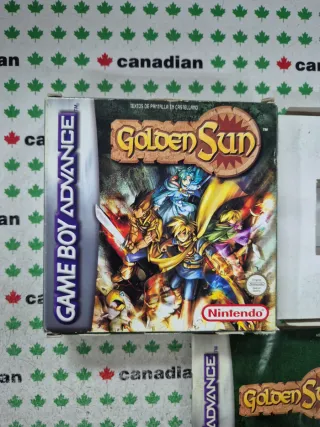 canadian
canadian
TEXTOS DE PANTALLA EN CASTELLANO
GOLDEN SUN
TM
GAME BOY ADVANCE
Nintendo
canadian
canadian
canadian
ADVANCE
GOLDEN SUN